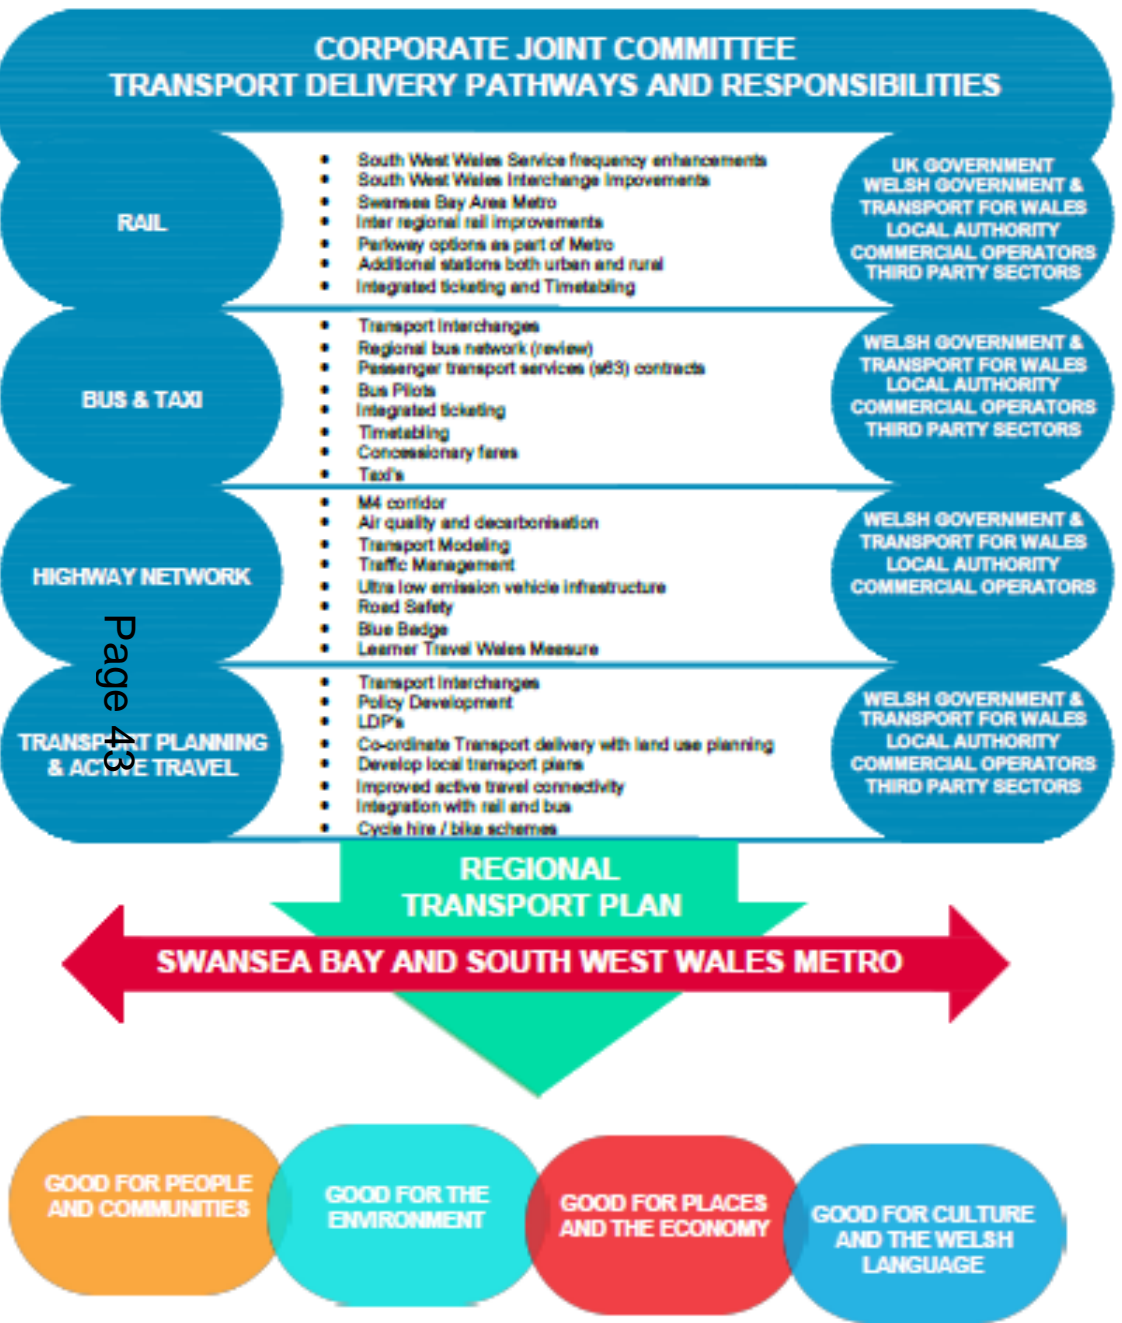 CORPORATE JOINT COMMITTEE
TRANSPORT DELIVERY PATHWAYS AND RESPONSIBILITIES
RAIL
• South West Wales Service frequency enhancements
• South West Wales Interchange Impovements
• Swansea Bay Area Metro
• Inter regional rail improvements
• Parkway options as part of Metro
• Additional stations both urban and rural
• Integrated ticketing and Timetabling
UK GOVERNMENT
WELSH GOVERNMENT &
TRANSPORT FOR WALES
LOCAL AUTHORITY
COMMERCIAL OPERATORS
THIRD PARTY SECTORS
BUS & TAXI
• Transport Interchanges
• Regional bus network (review)
• Passenger transport services (s63) contracts
• Bus Pilots
• Integrated ticketing
• Timetabling
• Concessionary fares
• Taxi's
WELSH GOVERNMENT &
TRANSPORT FOR WALES
LOCAL AUTHORITY
COMMERCIAL OPERATORS
THIRD PARTY SECTORS
HIGHWAY NETWORK
• M4 corridor
• Air quality and decarbonisation
• Transport Modeling
• Traffic Management
• Ultra low emission vehicle infrastructure
• Road Safety
• Blue Badge
• Learner Travel Wales Measure
WELSH GOVERNMENT &
TRANSPORT FOR WALES
LOCAL AUTHORITY
COMMERCIAL OPERATORS
Page 43
TRANSPORT PLANNING
& ACTIVE TRAVEL
• Transport Interchanges
• Policy Development
• LDP's
• Co-ordinate Transport delivery with land use planning
• Develop local transport plans
• Improved active travel connectivity
• Integration with rail and bus
• Cycle hire / bike schemes
WELSH GOVERNMENT &
TRANSPORT FOR WALES
LOCAL AUTHORITY
COMMERCIAL OPERATORS
THIRD PARTY SECTORS
REGIONAL
TRANSPORT PLAN
SWANSEA BAY AND SOUTH WEST WALES METRO
GOOD FOR PEOPLE
AND COMMUNITIES
GOOD FOR THE
ENVIRONMENT
GOOD FOR PLACES
AND THE ECONOMY
GOOD FOR CULTURE
AND THE WELSH
LANGUAGE